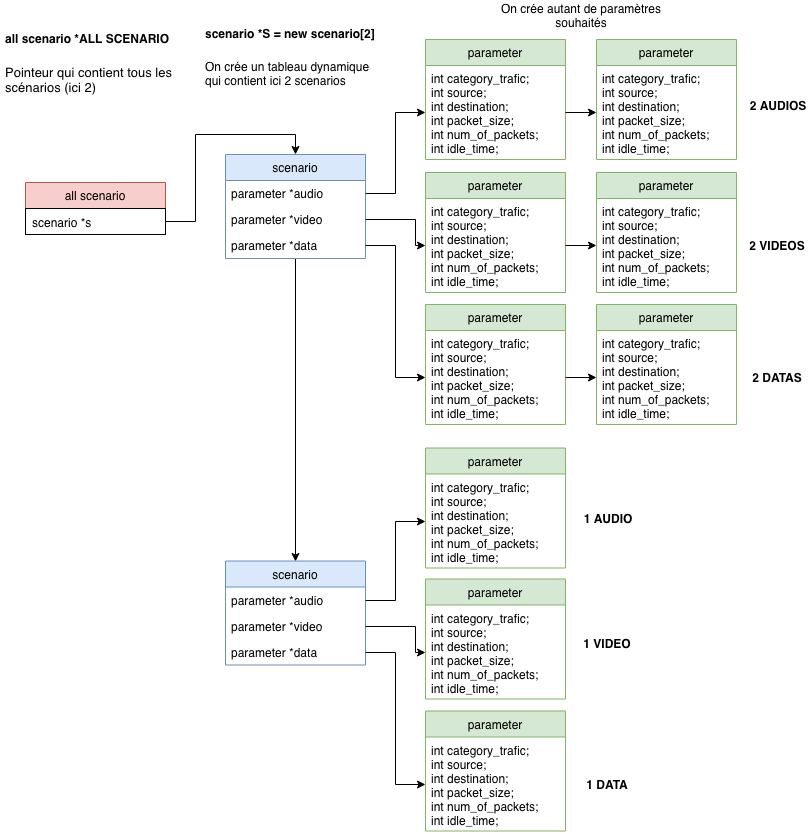 On crée autant de paramètres
souhaités
all scenario *ALL SCENARIO
Pointeur qui contient tous les
scénarios (ici 2)
scenario *S = new scenario[2]
On crée un tableau dynamique
qui contient ici 2 scenarios
all scenario
scenario *s
scenario
parameter *audio
parameter *video
parameter *data
parameter
int category_trafic;
int source;
int destination;
int packet_size;
int num_of_packets;
int idle_time;
parameter
int category_trafic;
int source;
int destination;
int packet_size;
int num_of_packets;
int idle_time;
2 AUDIOS
parameter
int category_trafic;
int source;
int destination;
int packet_size;
int num_of_packets;
int idle_time;
parameter
int category_trafic;
int source;
int destination;
int packet_size;
int num_of_packets;
int idle_time;
2 VIDEOS
parameter
int category_trafic;
int source;
int destination;
int packet_size;
int num_of_packets;
int idle_time;
parameter
int category_trafic;
int source;
int destination;
int packet_size;
int num_of_packets;
int idle_time;
2 DATAS
scenario
parameter *audio
parameter *video
parameter *data
parameter
int category_trafic;
int source;
int destination;
int packet_size;
int num_of_packets;
int idle_time;
1 AUDIO
parameter
int category_trafic;
int source;
int destination;
int packet_size;
int num_of_packets;
int idle_time;
1 VIDEO
parameter
int category_trafic;
int source;
int destination;
int packet_size;
int num_of_packets;
int idle_time;
1 DATA